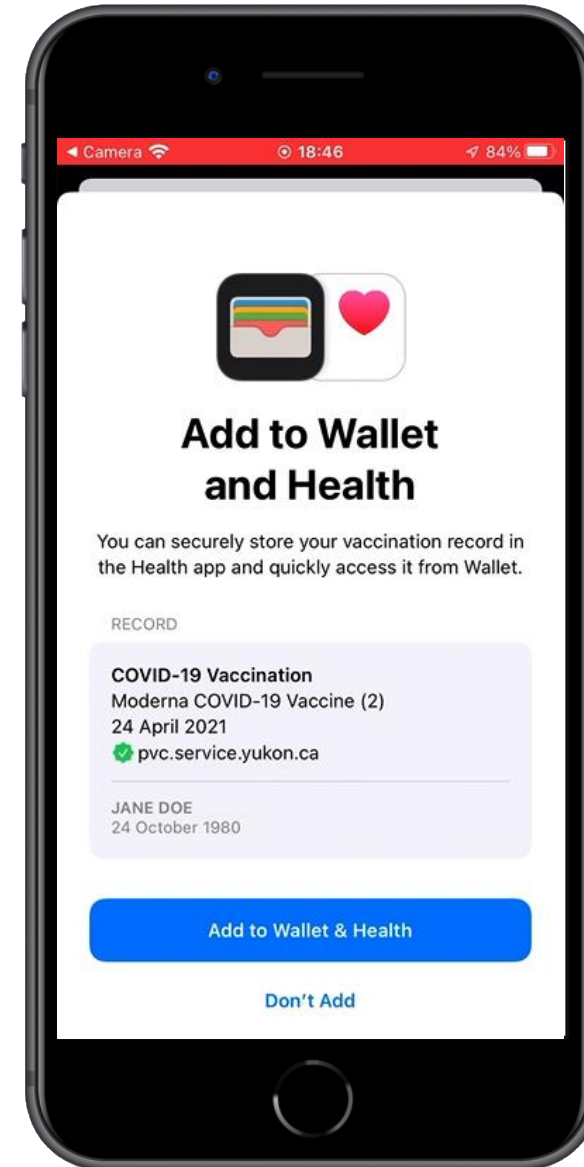 Camera 18:46 84%
Add to Wallet
and Health
You can securely store your vaccination record in
the Health app and quickly access it from Wallet.
RECORD
COVID-19 Vaccination
Moderna COVID-19 Vaccine (2)
24 April 2021
pvc.service.yukon.ca
JANE DOE
24 October 1980
Add to Wallet & Health
Don’t Add